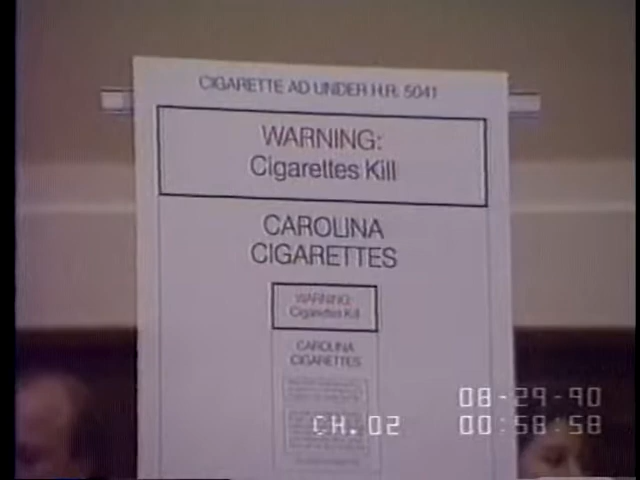 CIGARETTE AD UNDER H.R. 5041
WARNING:
Cigarettes Kill
CAROLINA
CIGARETTES
WARNING:
Cigarettes Kill
CAROLINA
CIGARETTES
08-29-90
CH. 02 00:58:58